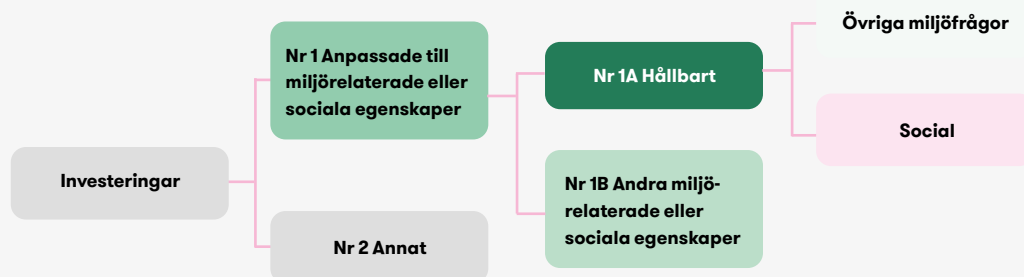 Övriga miljöfrågor
Nr 1 Anpassade till
miljörelaterade eller
sociala egenskaper
Nr 1A Hållbart
Social
Investeringar
Nr 1B Andra miljö-
relaterade eller
sociala egenskaper
Nr 2 Annat